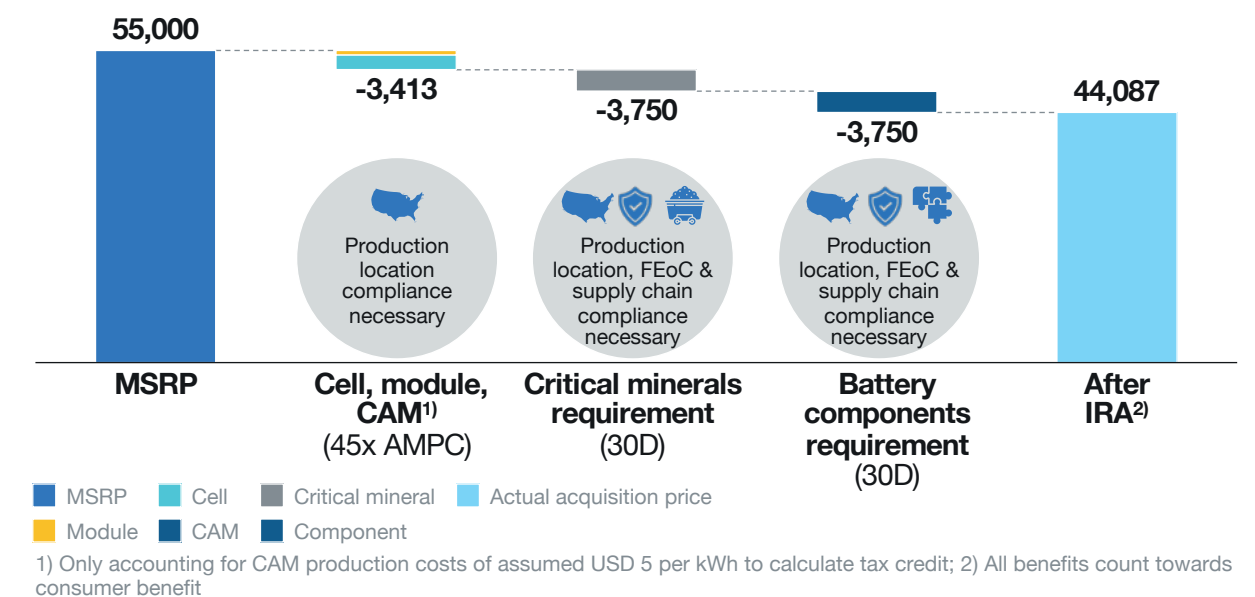 55,000
-3,413
-3,750
-3,750
44,087
Production
location
compliance
necessary
Production
location, FEoC &
supply chain
compliance
necessary
Production
location, FEoC &
supply chain
compliance
necessary
MSRP
Cell, module,
CAM1)
(45x AMPC)
Critical minerals
requirement
(30D)
Battery
components
requirement
(30D)
After
IRA2)
MSRP Cell Critical mineral Actual acquisition price
Module CAM Component
1) Only accounting for CAM production costs of assumed USD 5 per kWh to calculate tax credit; 2) All benefits count towards
consumer benefit